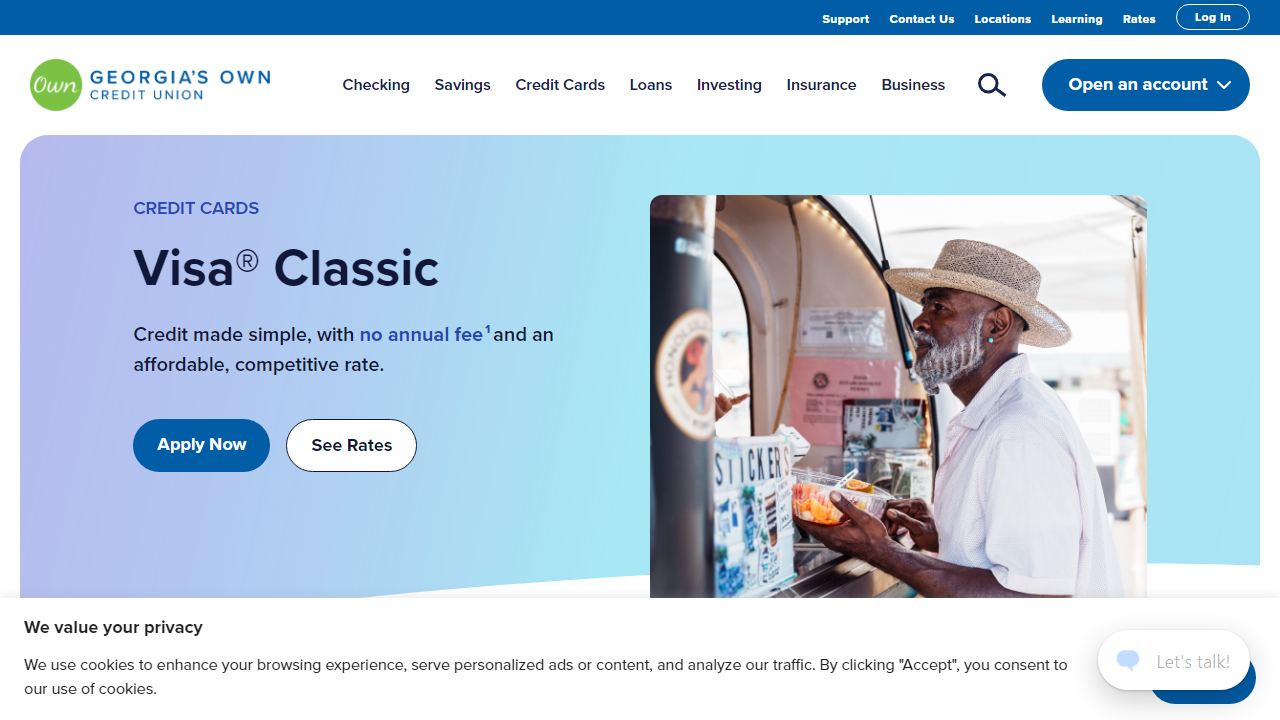 Support Contact Us Locations Learning Rates Log In
Own GEORGIA'S OWN
CREDIT UNION
Checking Savings Credit Cards Loans Investing Insurance Business
Open an account
CREDIT CARDS
Visa® Classic
Credit made simple, with no annual fee¹ and an
affordable, competitive rate.
Apply Now See Rates
STICKERS
We value your privacy
We use cookies to enhance your browsing experience, serve personalized ads or content, and analyze our traffic. By clicking "Accept", you consent to
our use of cookies.
Let's talk!